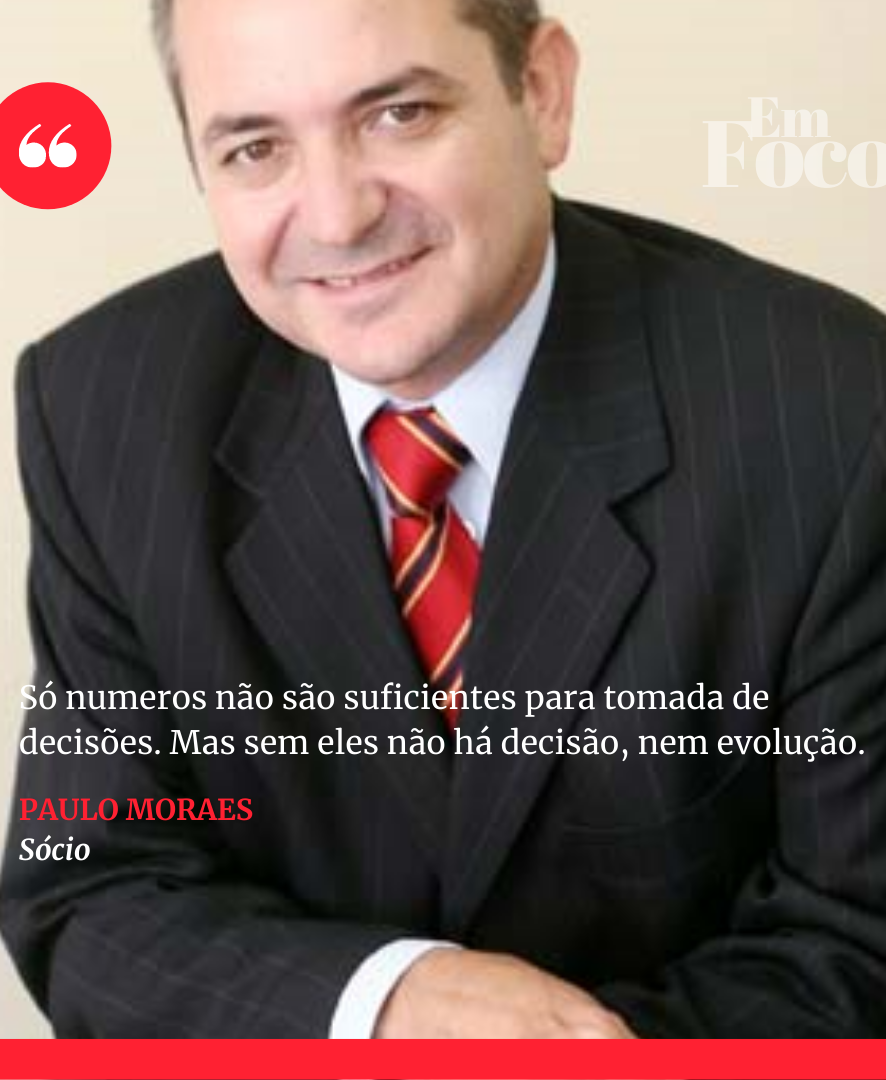 Em
Foco
Só numeros não são suficientes para tomada de
decisões. Mas sem eles não há decisão, nem evolução.
PAULO MORAES
Sócio